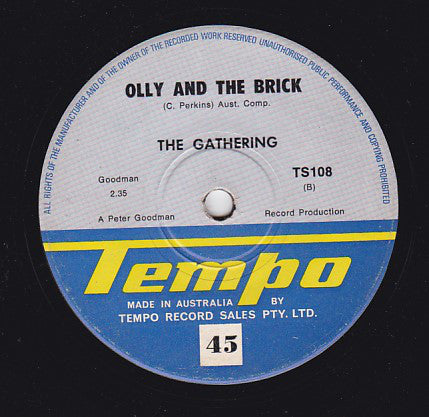 ALL RIGHTS OF THE MANUFACTURER AND OF THE OWNER OF THE RECORDED WORK RESERVED UNAUTHORISED PUBLIC PERFORMANCE AND COPYING PROHIBITED
OLLY AND THE BRICK
(C. Perkins) Aust. Comp.
THE GATHERING
Goodman TS108
2.35 (B)
A Peter Goodman Record Production
Tempo
MADE IN AUSTRALIA BY
TEMPO RECORD SALES PTY. LTD.
45